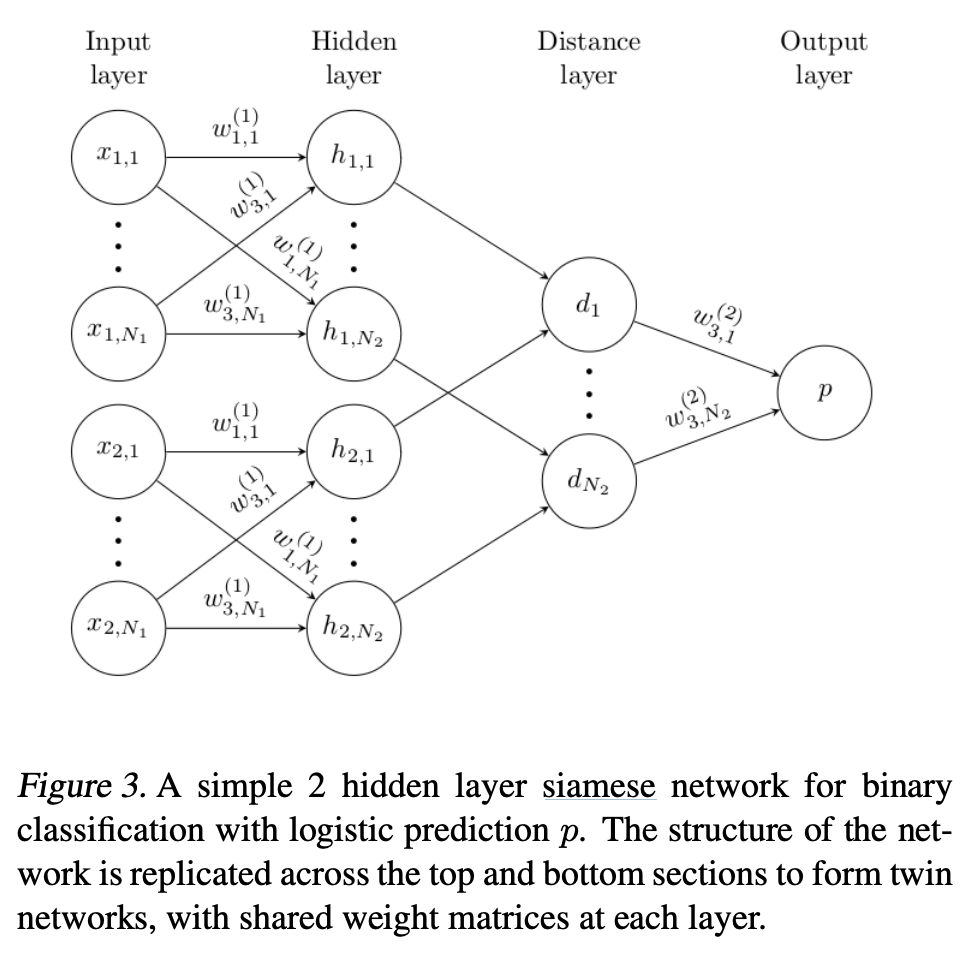 Input layer
Hidden layer
Distance layer
Output layer
x_{1,1}
w_{1,1}^{(1)}
h_{1,1}
w_{3,1}^{(1)}
w_{1,N_1}^{(1)}
w_{3,N_1}^{(1)}
x_{1,N_1}
h_{1,N_2}
d_1
w_{3,1}^{(2)}
p
w_{3,N_2}^{(2)}
d_{N_2}
x_{2,1}
w_{1,1}^{(1)}
h_{2,1}
w_{3,1}^{(1)}
w_{1,N_1}^{(1)}
w_{3,N_1}^{(1)}
x_{2,N_1}
h_{2,N_2}
Figure 3. A simple 2 hidden layer siamese network for binary
classification with logistic prediction p. The structure of the net-
work is replicated across the top and bottom sections to form twin
networks, with shared weight matrices at each layer.